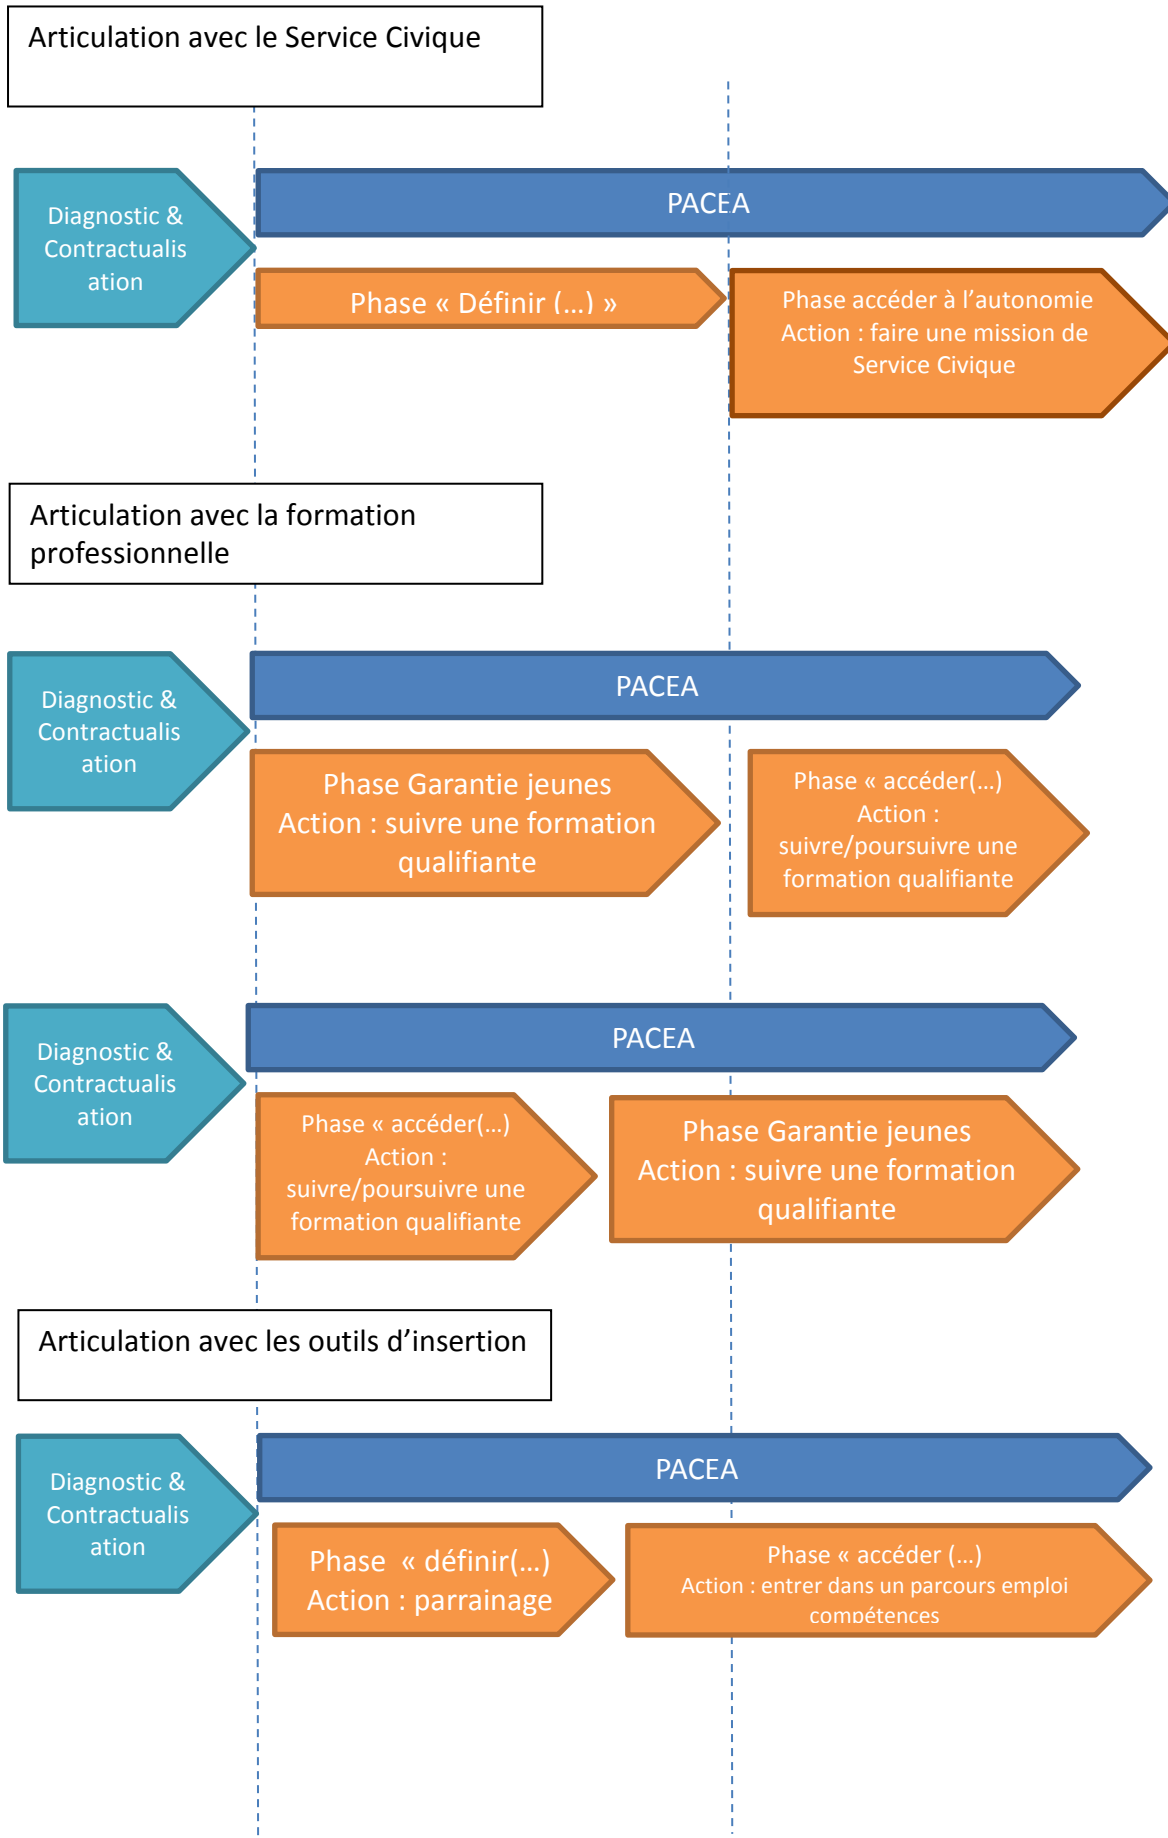 Articulation avec le Service Civique
PACEA
Diagnostic &
Contractualis
ation
Phase « Définir (...) »
Phase accéder à l’autonomie
Action : faire une mission de
Service Civique
Articulation avec la formation
professionnelle
PACEA
Diagnostic &
Contractualis
ation
Phase Garantie jeunes
Action : suivre une formation
qualifiante
Phase « accéder(...)
Action :
suivre/poursuivre une
formation qualifiante
PACEA
Diagnostic &
Contractualis
ation
Phase « accéder(...)
Action :
suivre/poursuivre une
formation qualifiante
Phase Garantie jeunes
Action : suivre une formation
qualifiante
Articulation avec les outils d’insertion
PACEA
Diagnostic &
Contractualis
ation
Phase « définir(...)
Action : parrainage
Phase « accéder (...)
Action : entrer dans un parcours emploi
compétences